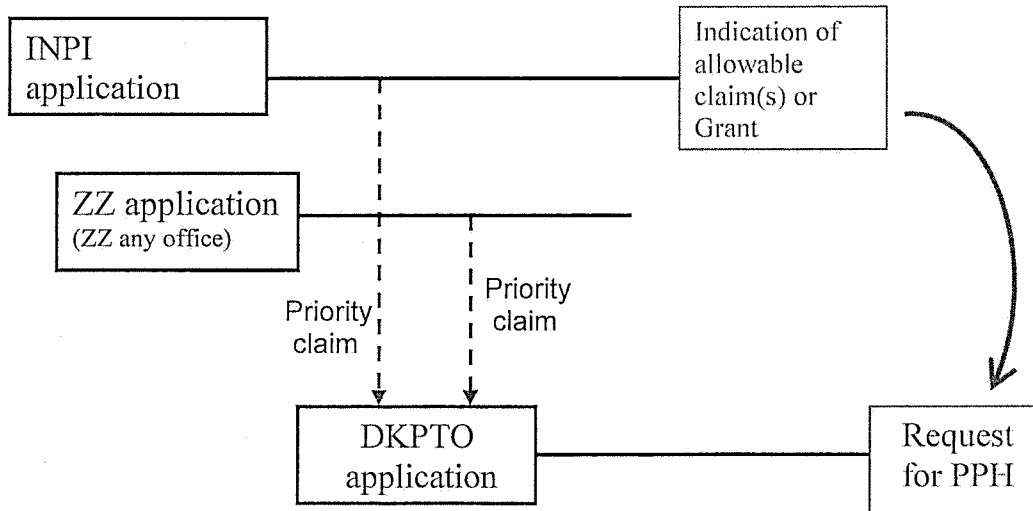 INPI
application
Indication of
allowable
claim(s) or
Grant
ZZ application
(ZZ any office)
Priority
claim
Priority
claim
DKPTO
application
Request
for PPH